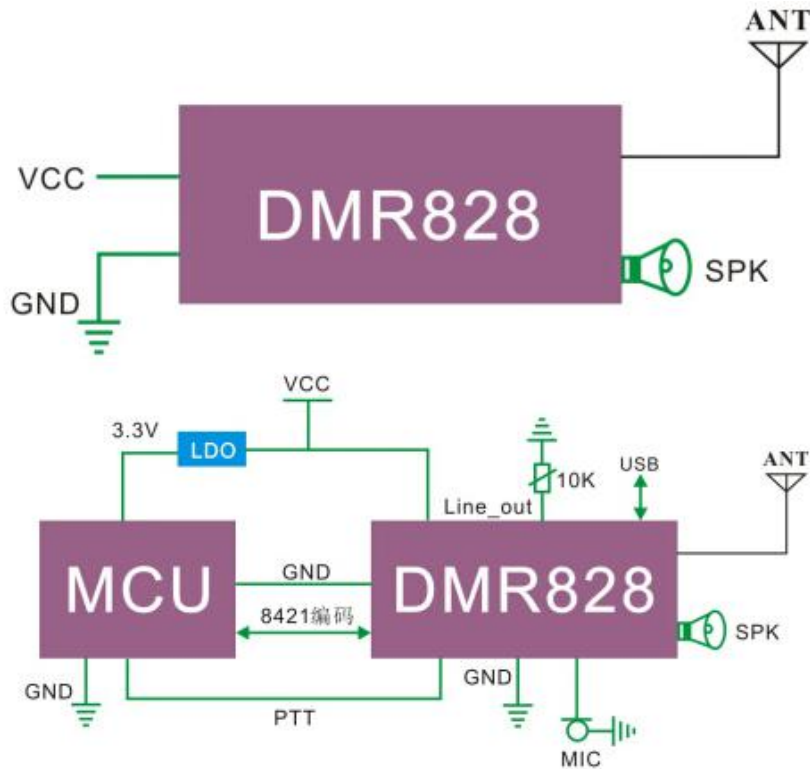 ANT
VCC
DMR828
SPK
GND
VCC
3.3V
LDO
10K
USB
ANT
Line_out
MCU
GND
DMR828
8421编码
SPK
GND
GND
PTT
MIC